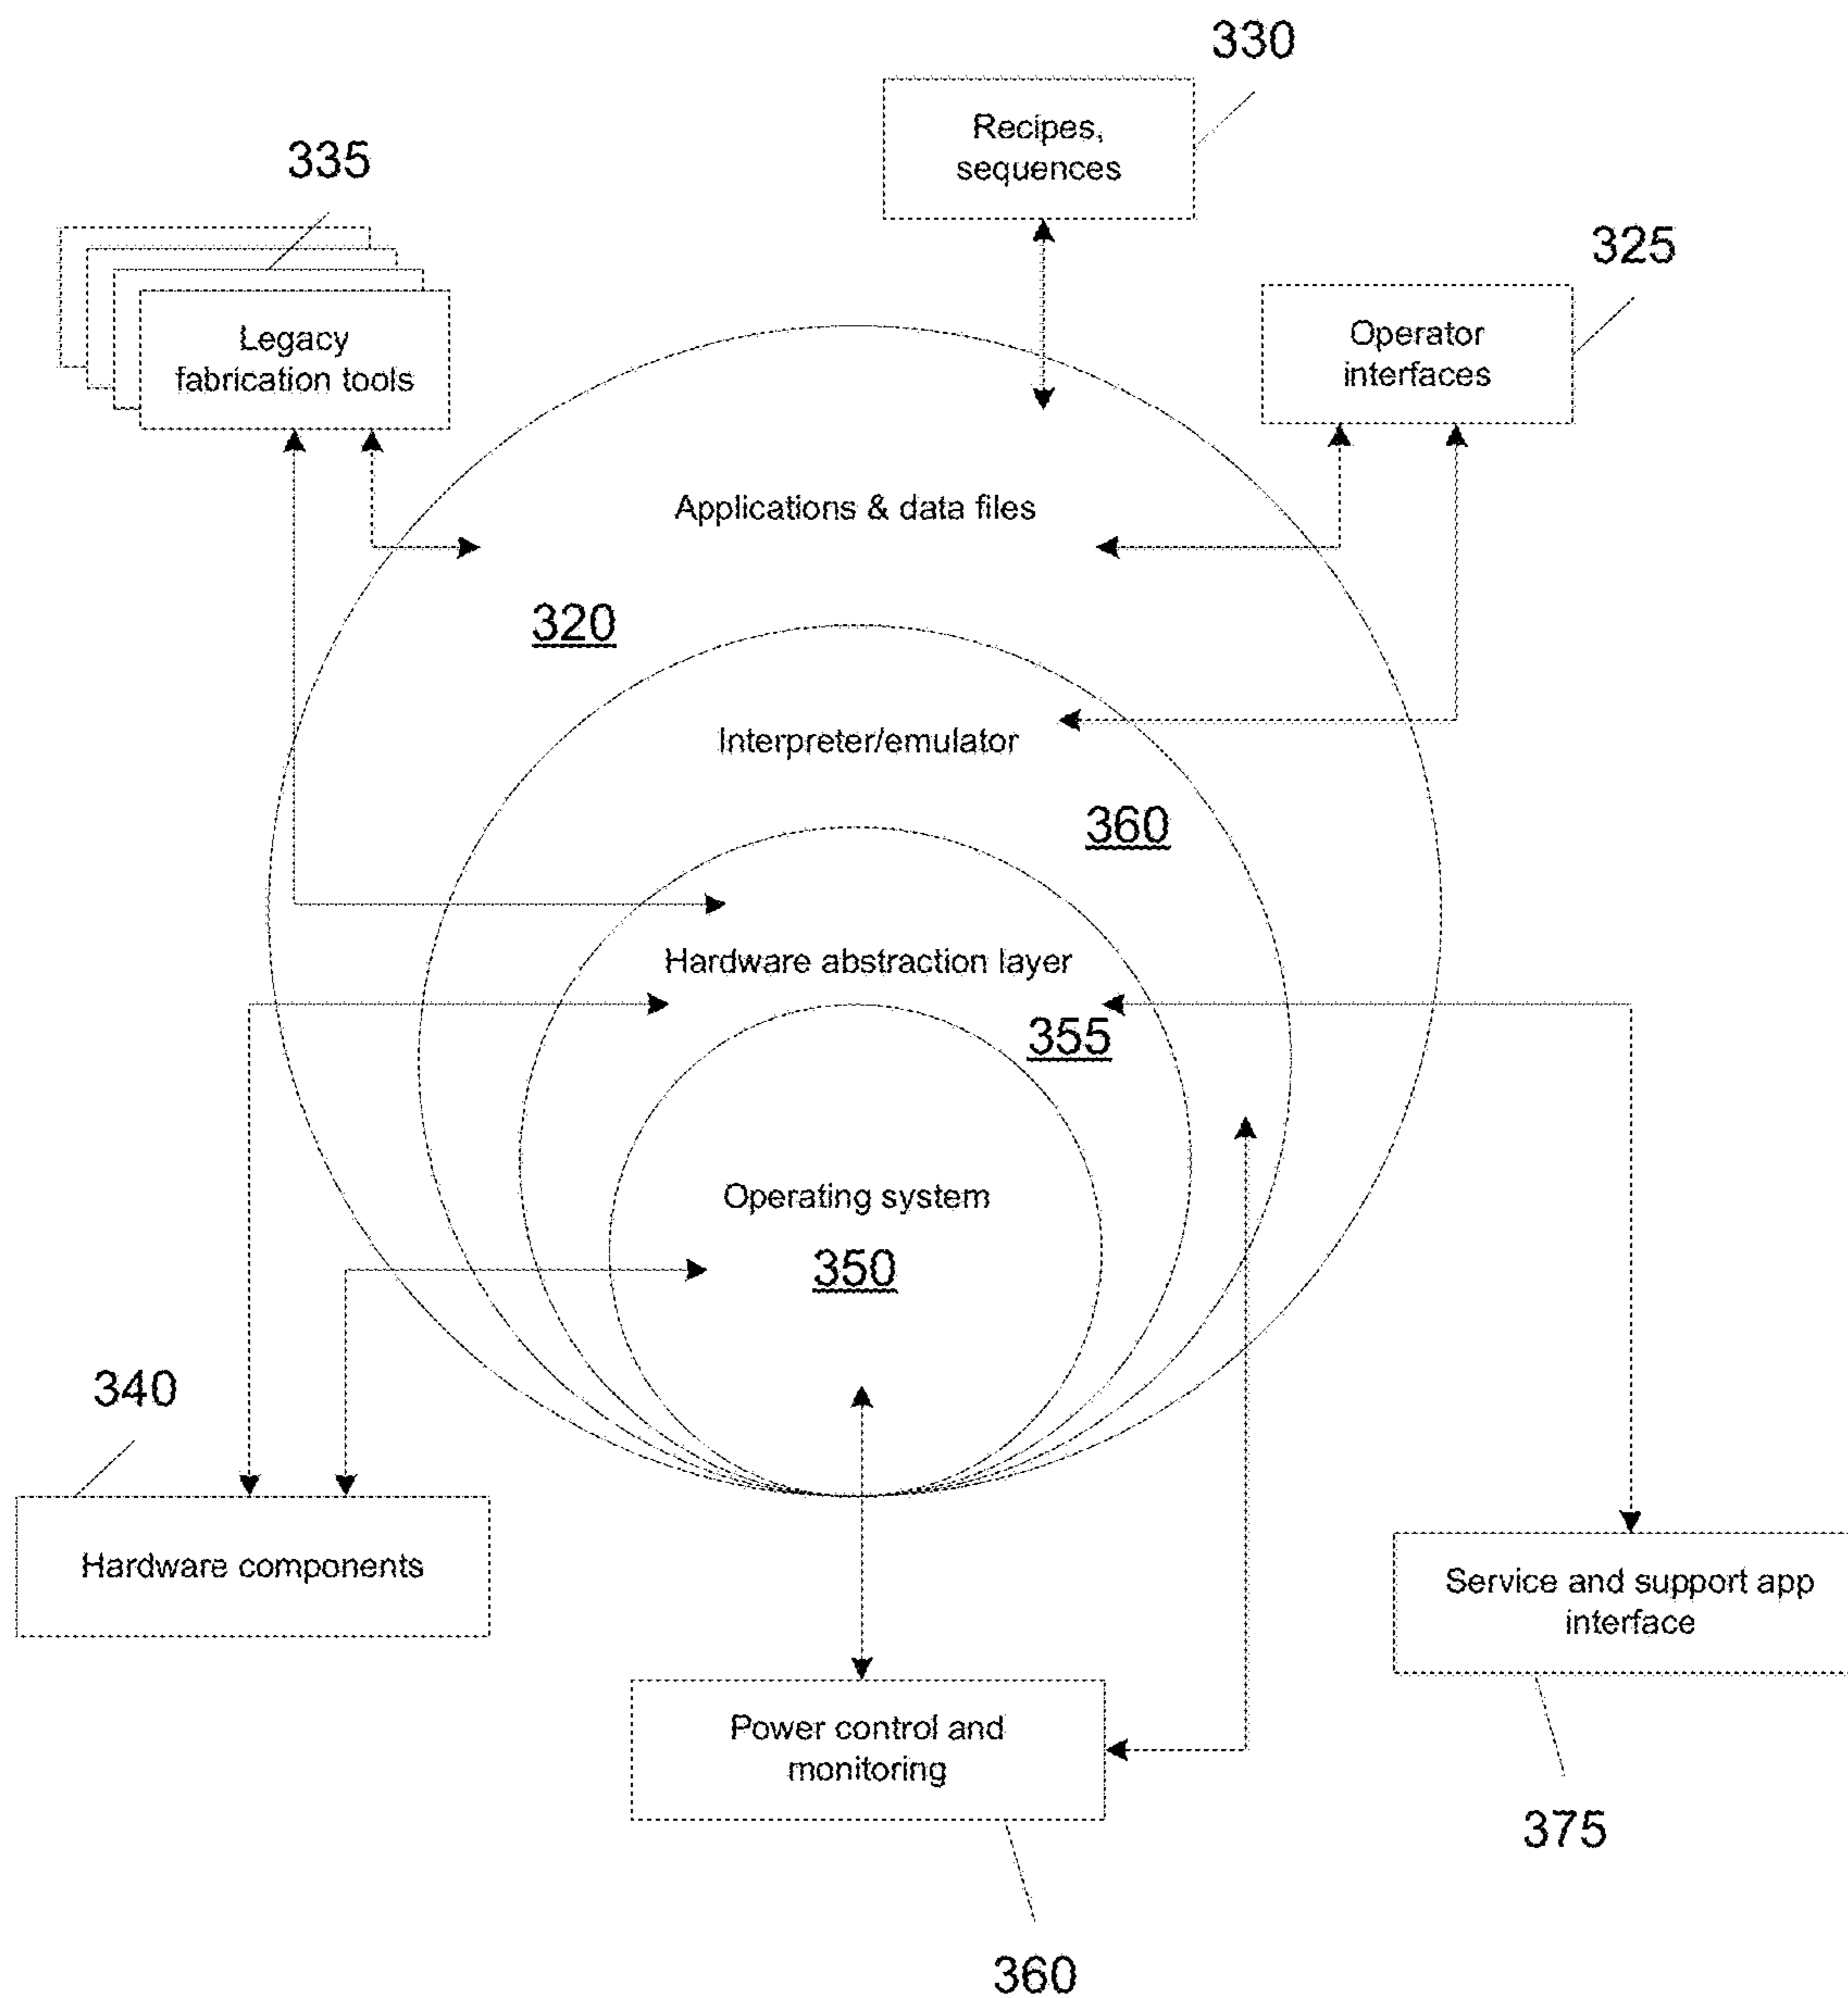 330
Recipes,
sequences
335
325
Legacy
fabrication tools
Operator
interfaces
Applications & data files
320
Interpreter/emulator
360
Hardware abstraction layer
355
Operating system
350
340
Hardware components
Service and support app
interface
Power control and
monitoring
375
360